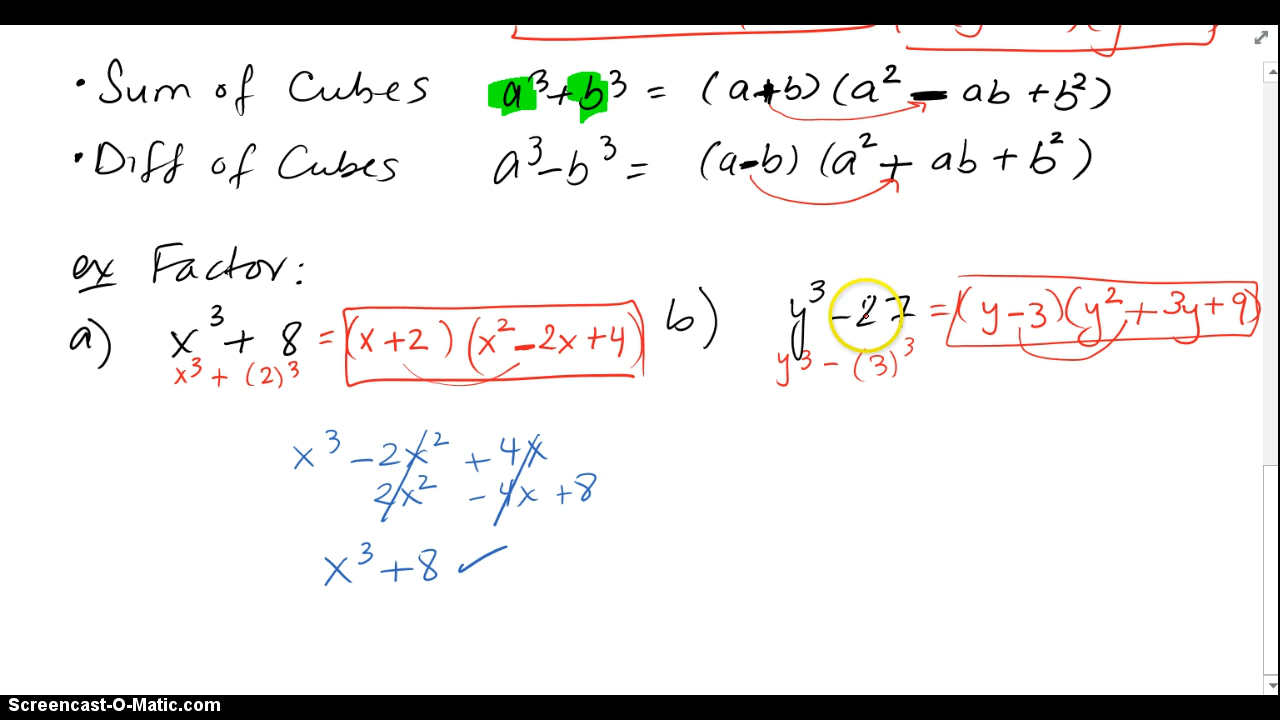 • Sum of Cubes a³+b³ = (a+b)(a² - ab + b²)
• Diff of Cubes a³-b³ = (a-b)(a² + ab + b²)
ex Factor:
a) x³ + 8 = (x+2)(x²-2x+4) b) y³-27 = (y-3)(y²+3y+9)
x³ + (2)³ y³ - (3)³
x³ - 2x² + 4x
2x² - 4x + 8
x³ + 8 ✓
Screencast-O-Matic.com